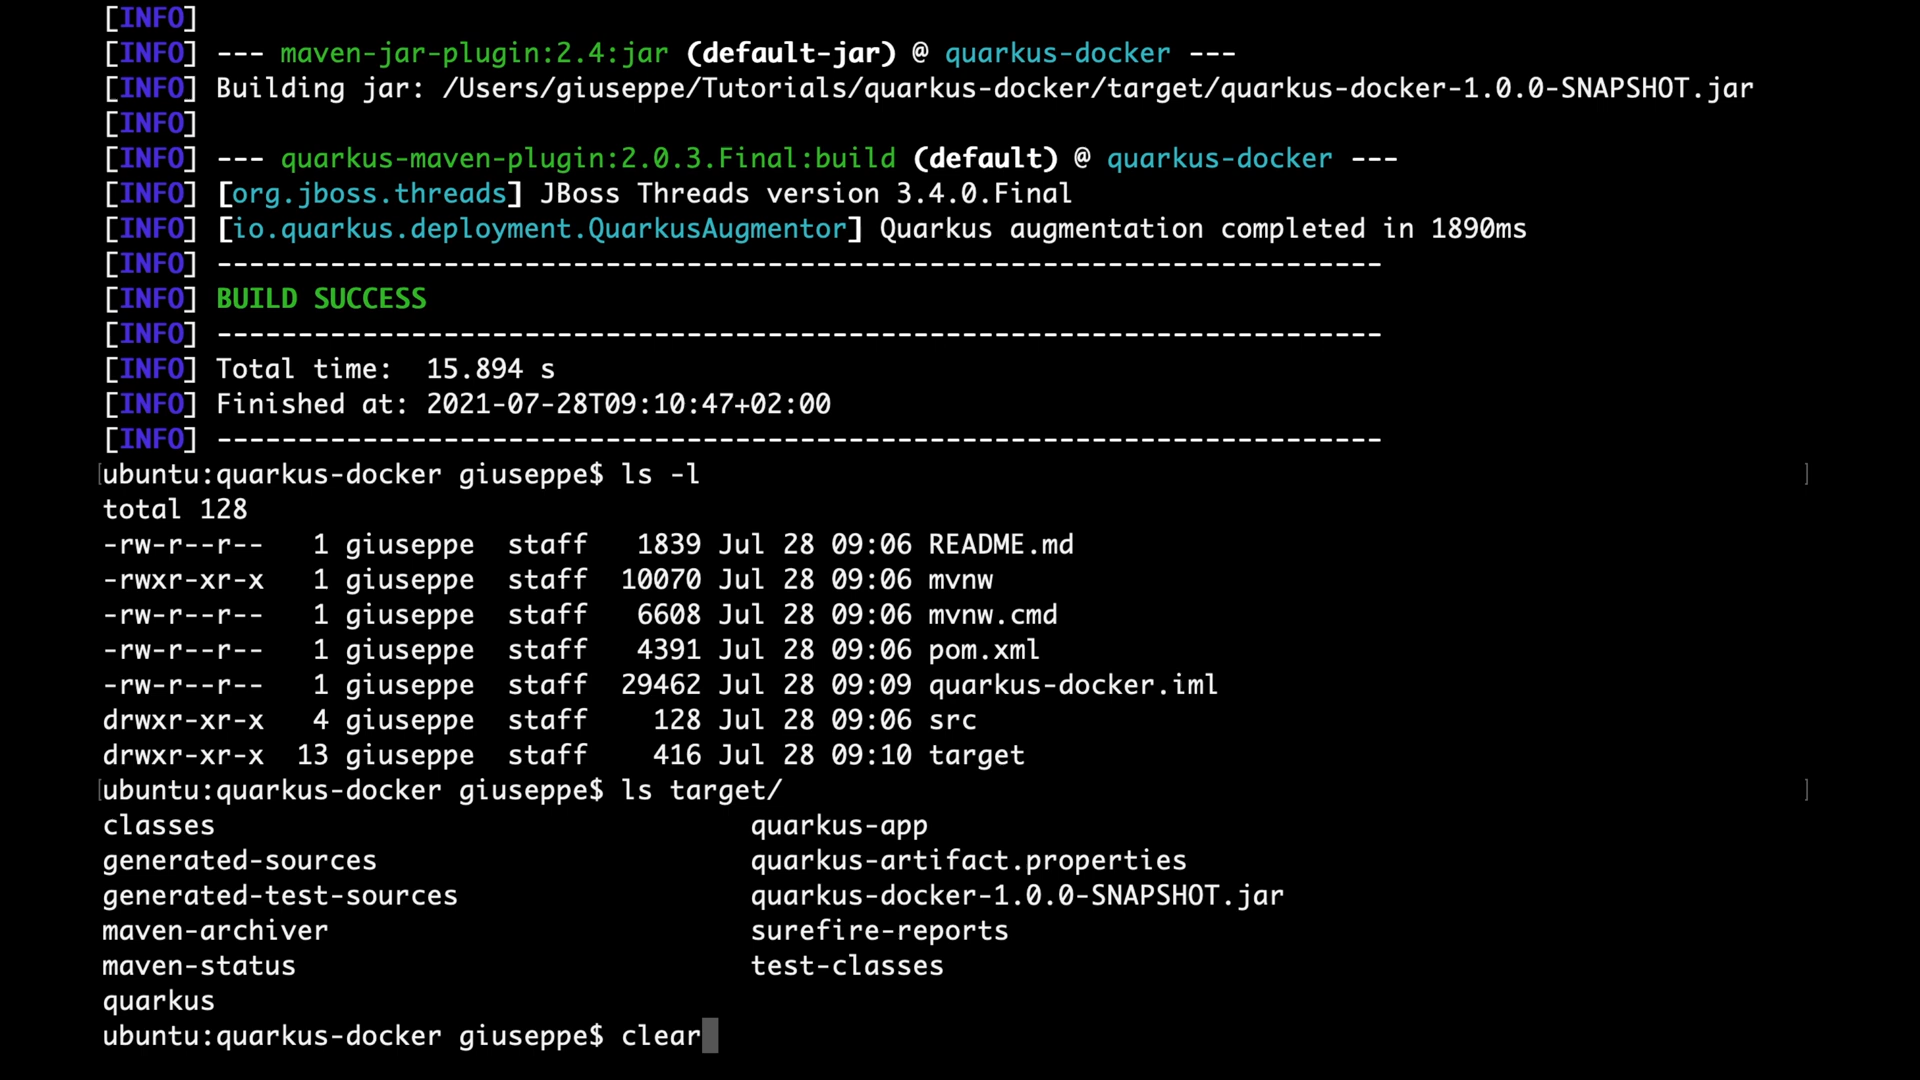 [INFO]
[INFO] --- maven-jar-plugin:2.4:jar (default-jar) @ quarkus-docker ---
[INFO] Building jar: /Users/giuseppe/Tutorials/quarkus-docker/target/quarkus-docker-1.0.0-SNAPSHOT.jar
[INFO]
[INFO] --- quarkus-maven-plugin:2.0.3.Final:build (default) @ quarkus-docker ---
[INFO] [org.jboss.threads] JBoss Threads version 3.4.0.Final
[INFO] [io.quarkus.deployment.QuarkusAugmentor] Quarkus augmentation completed in 1890ms
[INFO] ------------------------------------------------------------------------
[INFO] BUILD SUCCESS
[INFO] ------------------------------------------------------------------------
[INFO] Total time:  15.894 s
[INFO] Finished at: 2021-07-28T09:10:47+02:00
[INFO] ------------------------------------------------------------------------
[ubuntu:quarkus-docker giuseppe$ ls -l ]
total 128
-rw-r--r--   1 giuseppe  staff   1839 Jul 28 09:06 README.md
-rwxr-xr-x   1 giuseppe  staff  10070 Jul 28 09:06 mvnw
-rw-r--r--   1 giuseppe  staff   6608 Jul 28 09:06 mvnw.cmd
-rw-r--r--   1 giuseppe  staff   4391 Jul 28 09:06 pom.xml
-rw-r--r--   1 giuseppe  staff  29462 Jul 28 09:09 quarkus-docker.iml
drwxr-xr-x   4 giuseppe  staff    128 Jul 28 09:06 src
drwxr-xr-x  13 giuseppe  staff    416 Jul 28 09:10 target
[ubuntu:quarkus-docker giuseppe$ ls target/ ]
classes                                 quarkus-app
generated-sources                       quarkus-artifact.properties
generated-test-sources                  quarkus-docker-1.0.0-SNAPSHOT.jar
maven-archiver                          surefire-reports
maven-status                            test-classes
quarkus
ubuntu:quarkus-docker giuseppe$ clear